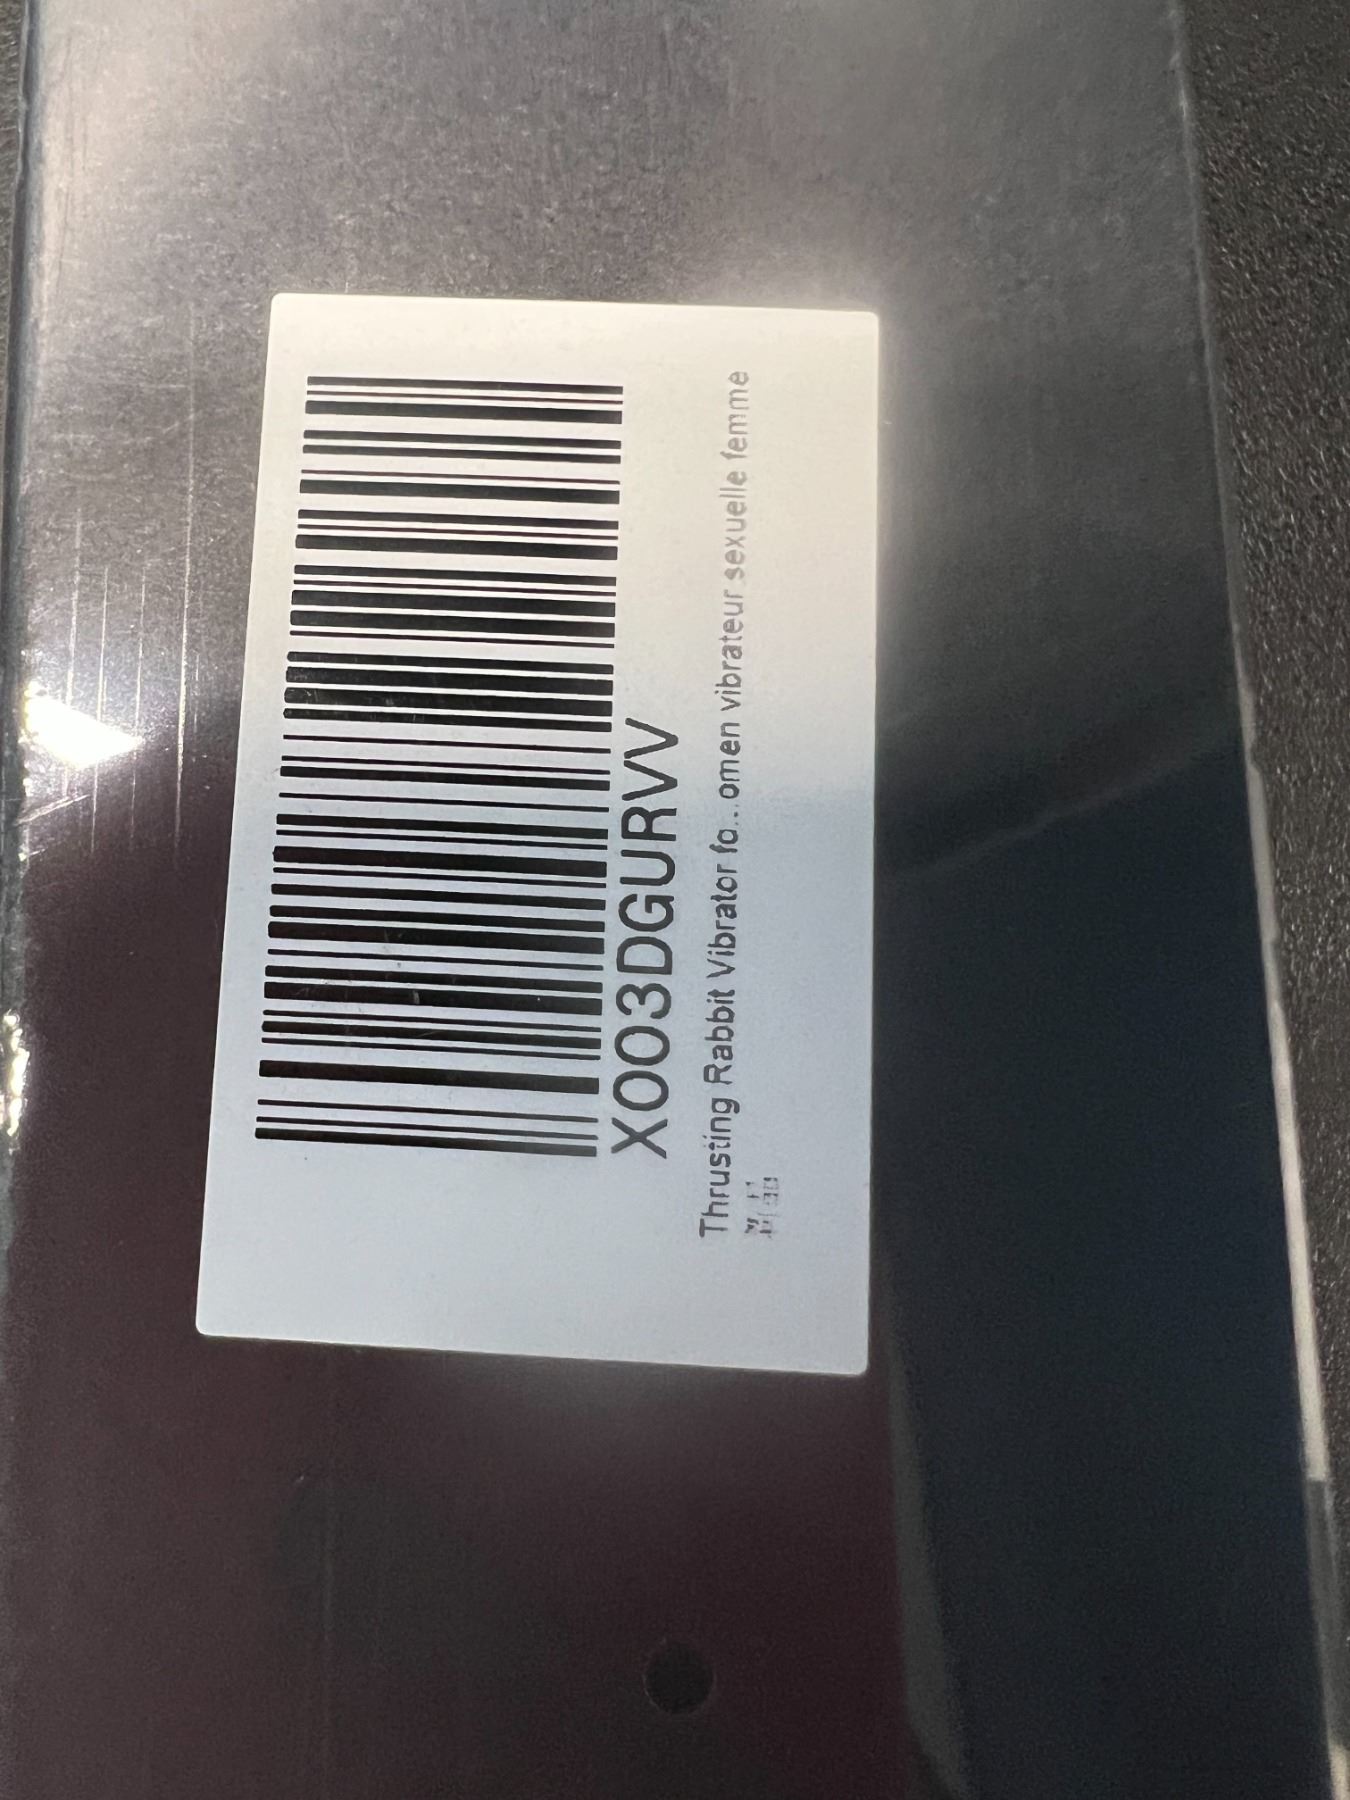 X003DGURVV
Thrusting Rabbit Vibrator fo...omen vibrateur sexuelle femme